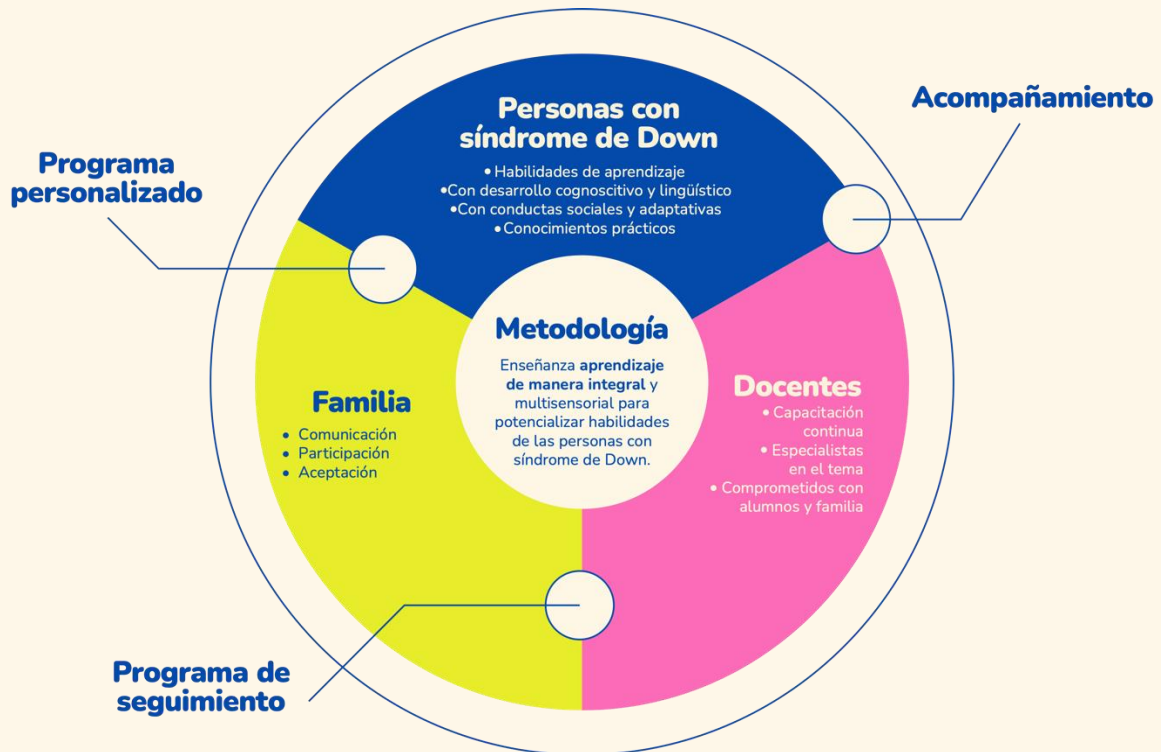 Personas con
síndrome de Down
• Habilidades de aprendizaje
•Con desarrollo cognoscitivo y lingüístico
•Con conductas sociales y adaptativas
• Conocimientos prácticos
Acompañamiento
Programa
personalizado
Metodología
Enseñanza aprendizaje
de manera integral y
multisensorial para
potencializar habilidades
de las personas con
síndrome de Down.
Familia
• Comunicación
• Participación
• Aceptación
Docentes
• Capacitación
continua
• Especialistas
en el tema
• Comprometidos con
alumnos y familia
Programa de
seguimiento